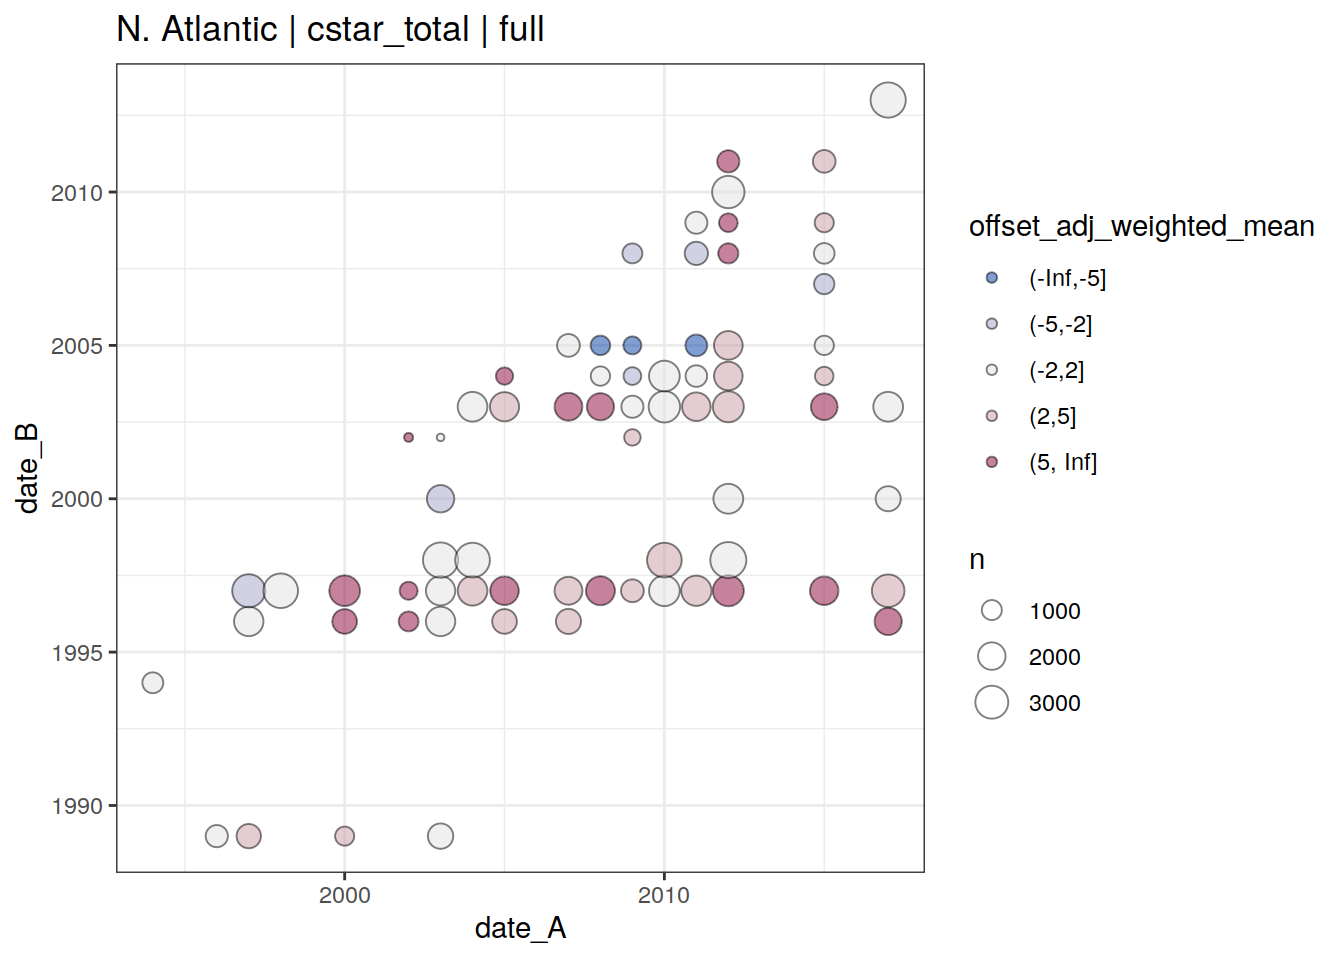 N. Atlantic | cstar_total | full
date_B
2010
2005
2000
1995
1990
2000
2010
date_A
offset_adj_weighted_mean
(-Inf,-5]
(-5,-2]
(-2,2]
(2,5]
(5, Inf]
n
1000
2000
3000